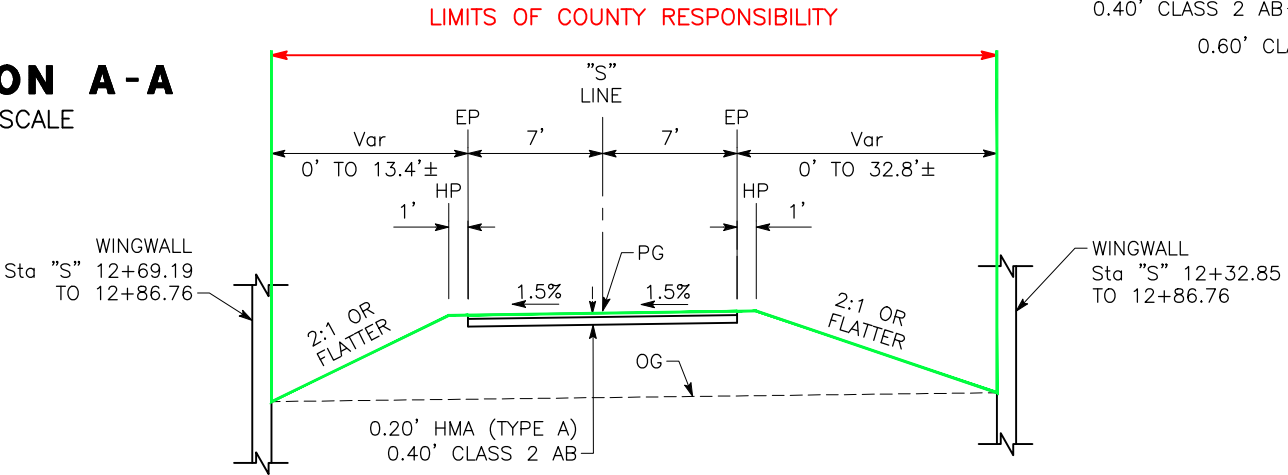 LIMITS OF COUNTY RESPONSIBILITY
0.40' CLASS 2 AB
0.60' CL
ON A-A
SCALE
"S"
LINE
EP
7'
7'
EP
Var
0' TO 13.4'±
Var
0' TO 32.8'±
HP
HP
1'
1'
WINGWALL
Sta "S" 12+69.19
TO 12+86.76
PG
WINGWALL
Sta "S" 12+32.85
TO 12+86.76
1.5%
1.5%
2:1 OR
FLATTER
2:1 OR
FLATTER
OG
0.20' HMA (TYPE A)
0.40' CLASS 2 AB